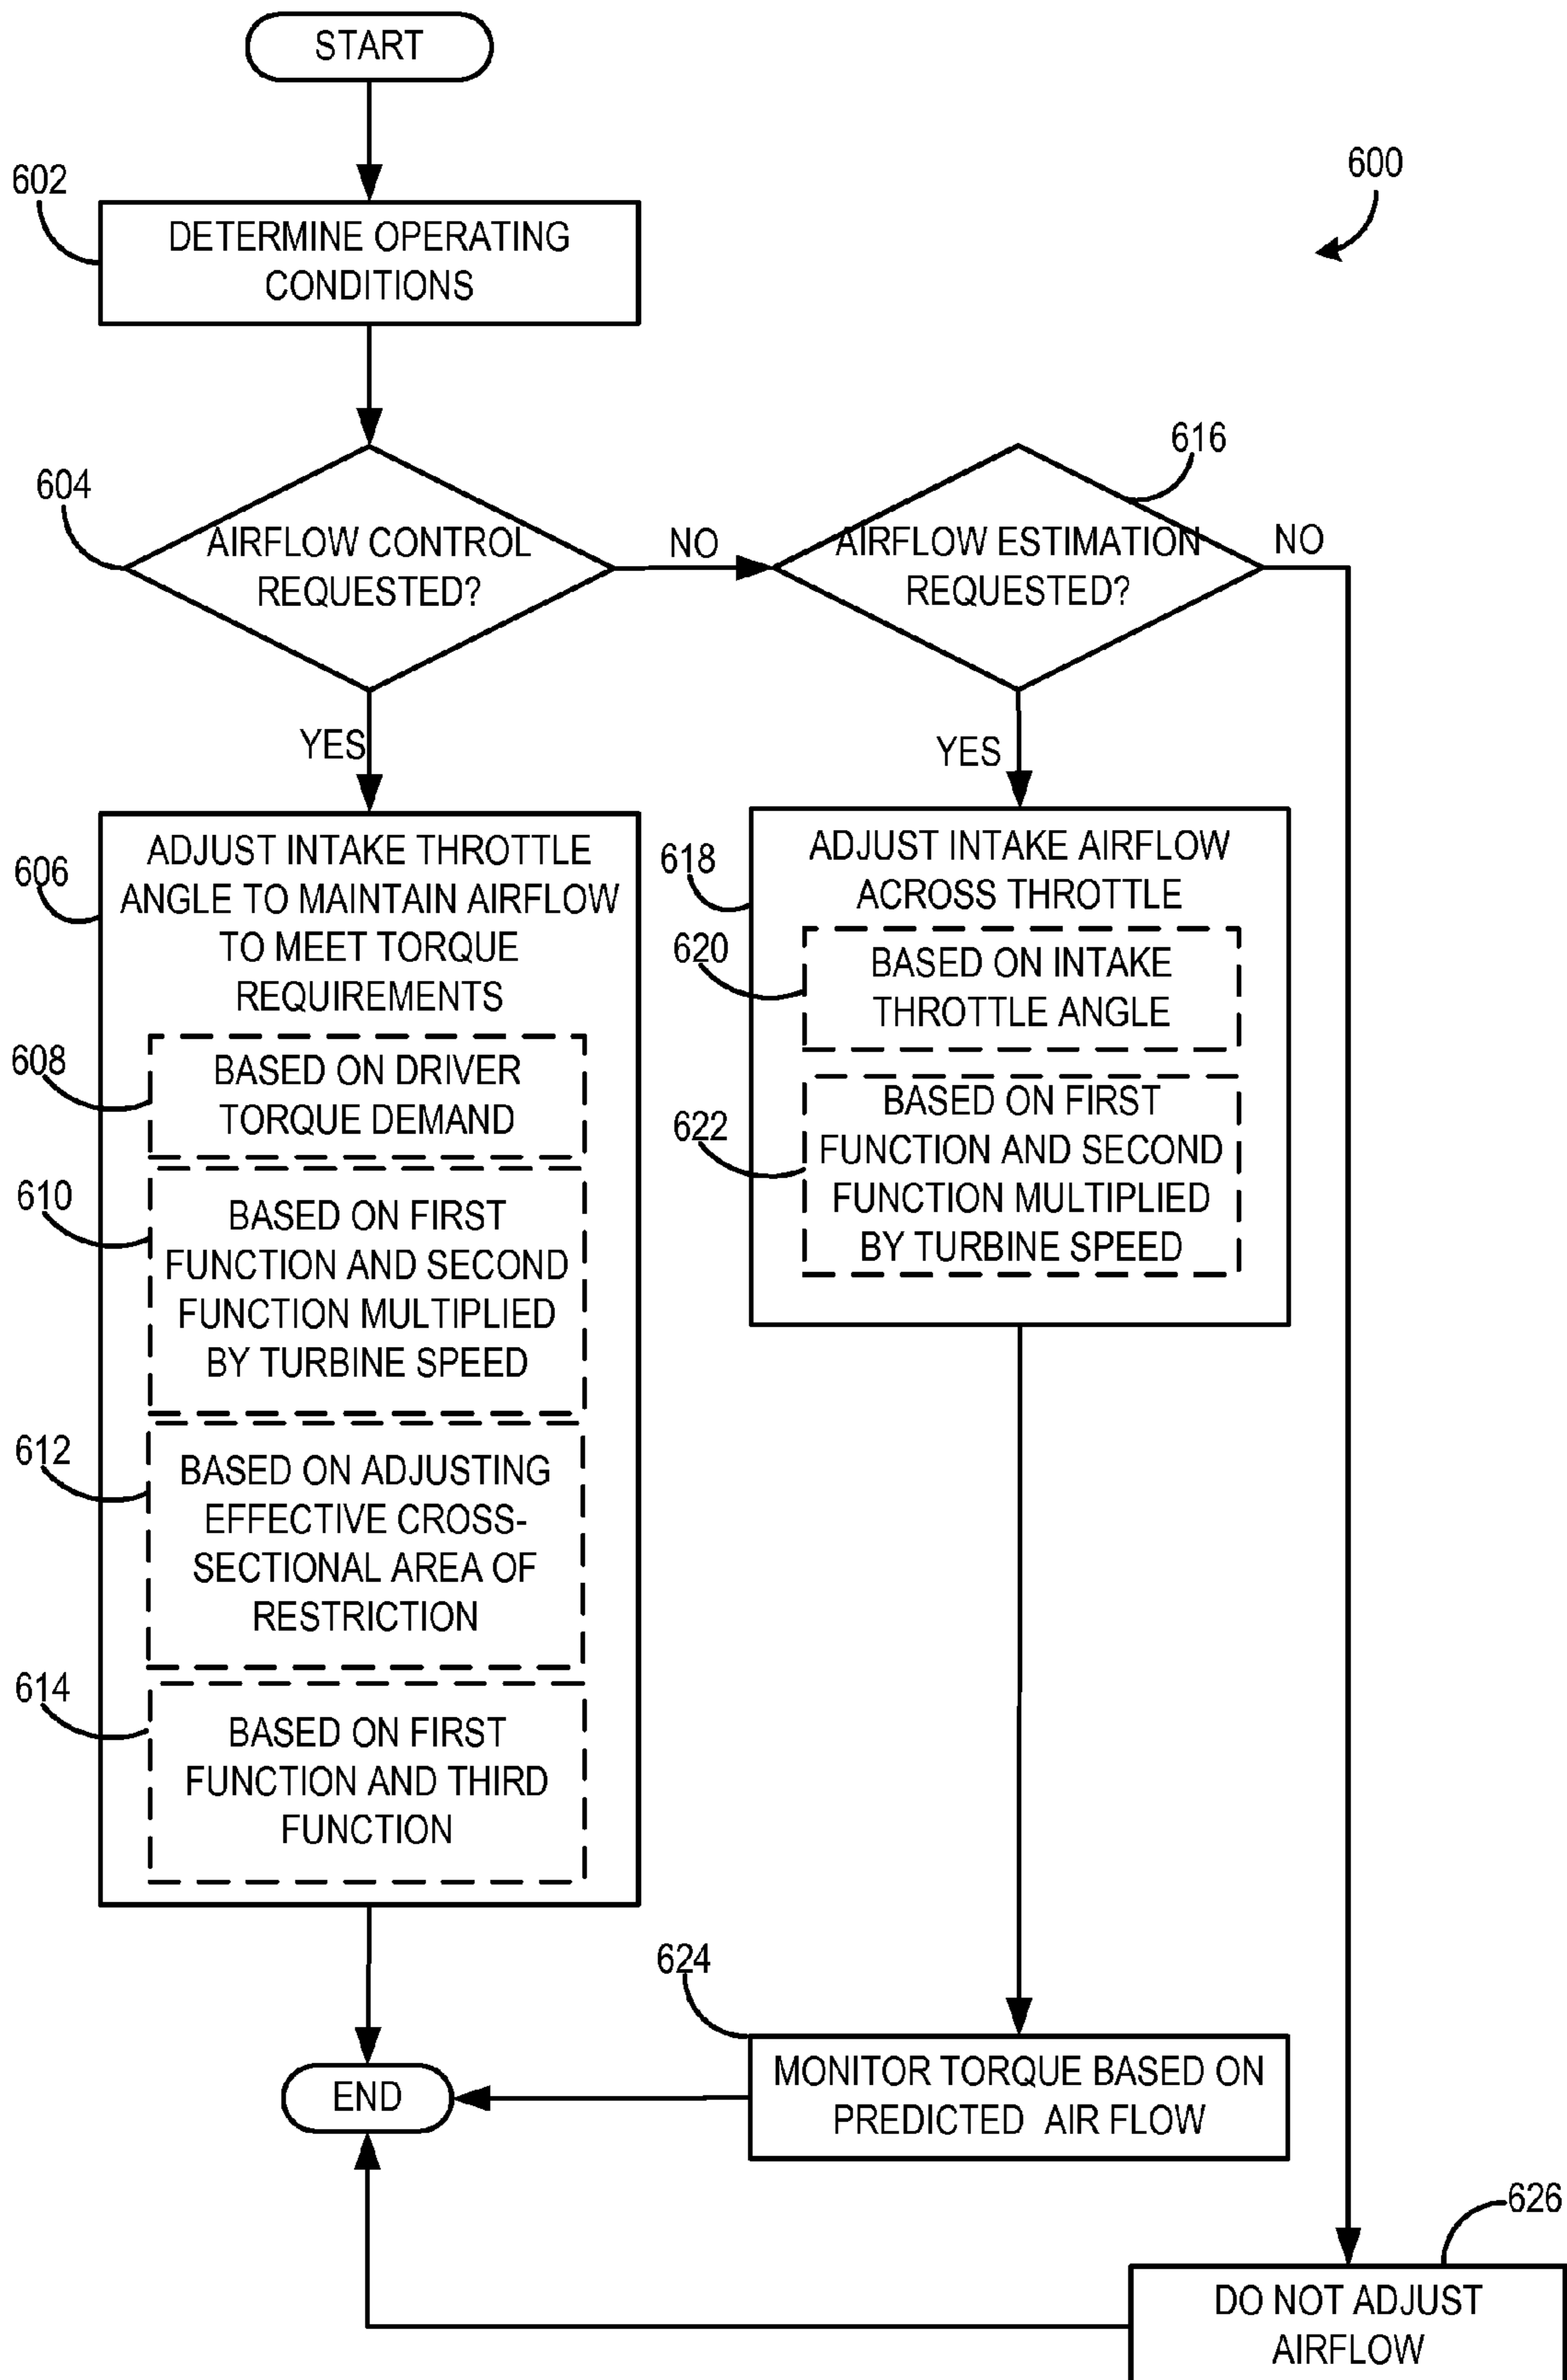 START
602
600
DETERMINE OPERATING
CONDITIONS
604
AIRFLOW CONTROL
REQUESTED?
NO
616
AIRFLOW ESTIMATION
REQUESTED?
NO
YES
YES
606
ADJUST INTAKE THROTTLE
ANGLE TO MAINTAIN AIRFLOW
TO MEET TORQUE
REQUIREMENTS
608
BASED ON DRIVER
TORQUE DEMAND
610
BASED ON FIRST
FUNCTION AND SECOND
FUNCTION MULTIPLIED
BY TURBINE SPEED
612
BASED ON ADJUSTING
EFFECTIVE CROSS-
SECTIONAL AREA OF
RESTRICTION
614
BASED ON FIRST
FUNCTION AND THIRD
FUNCTION
618
ADJUST INTAKE AIRFLOW
ACROSS THROTTLE
620
BASED ON INTAKE
THROTTLE ANGLE
622
BASED ON FIRST
FUNCTION AND SECOND
FUNCTION MULTIPLIED
BY TURBINE SPEED
624
MONITOR TORQUE BASED ON
PREDICTED AIR FLOW
END
626
DO NOT ADJUST
AIRFLOW